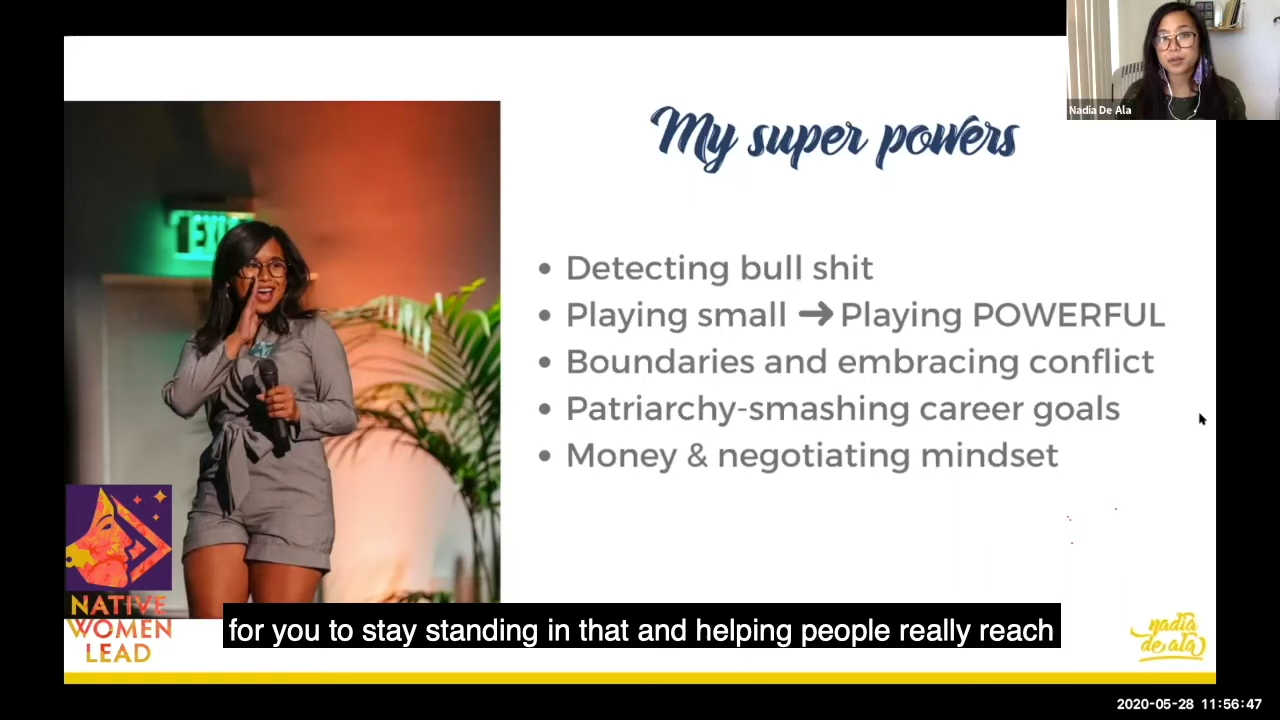 Nadia De Ala
My super powers
EXIT
• Detecting bull shit
• Playing small ➔ Playing POWERFUL
• Boundaries and embracing conflict
• Patriarchy-smashing career goals
• Money & negotiating mindset
NATIVE
WOMEN
LEAD
for you to stay standing in that and helping people really reach
nadia
de ala
2020-05-28 11:56:47